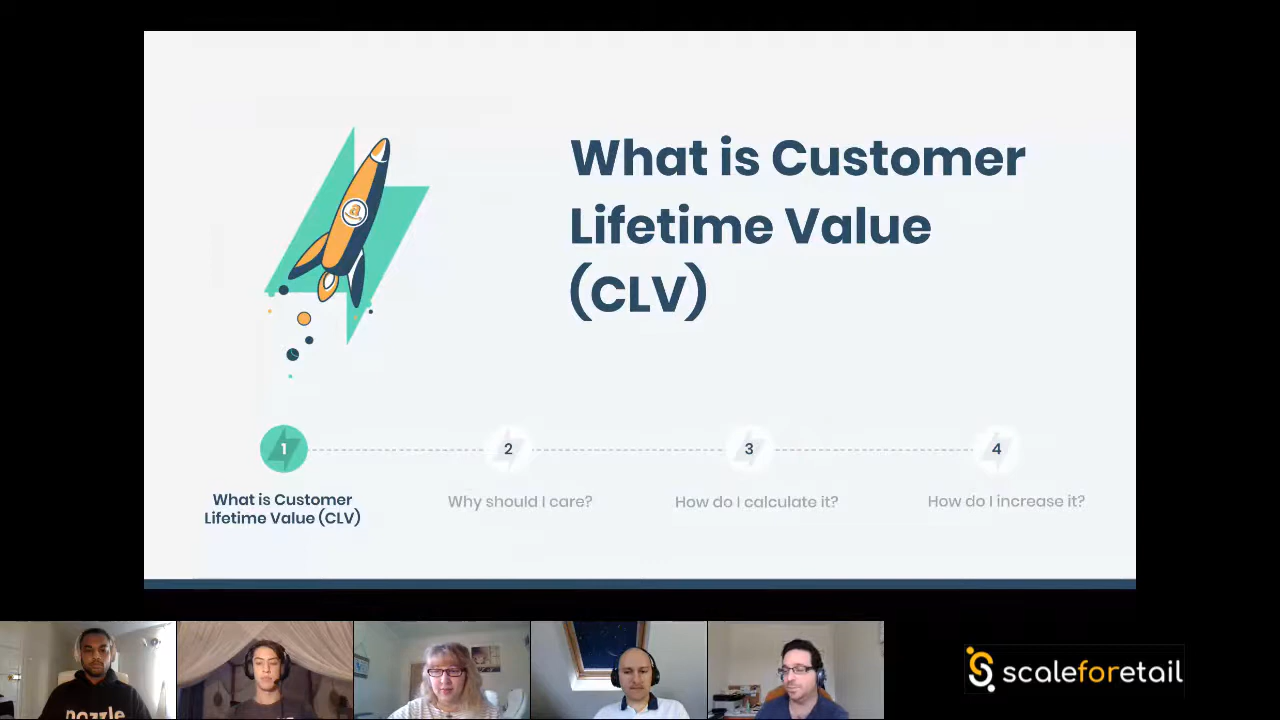 What is Customer
Lifetime Value
(CLV)
a
1
2
3
4
What is Customer
Lifetime Value (CLV)
Why should I care?
How do I calculate it?
How do I increase it?
nozzle
scaleforetail